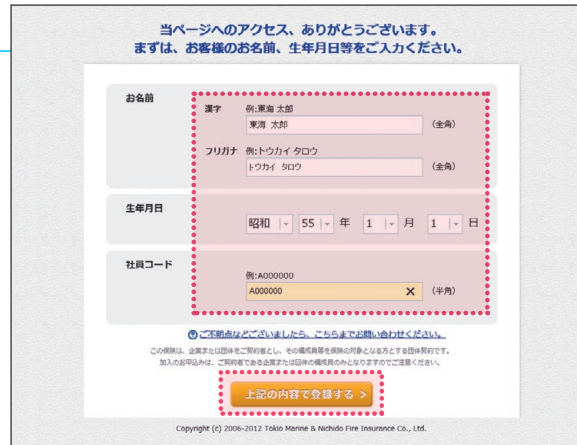 当ページへのアクセス、ありがとうございます。
まずは、お客様のお名前、生年月日等をご入力ください。
お名前
漢字 例:東海 太郎
東海 太郎 (全角)
フリガナ 例:トウカイ タロウ
トウカイ タロウ (全角)
生年月日
昭和 55 年 1 月 1 日
社員コード
例:A000000
A000000 × (半角)
ご不明点などございましたら、こちらまでお問い合わせください。
この保険は、企業または団体をご契約者とし、その構成員等を保険の対象となる方とする団体契約です。
加入のお申込みは、ご契約者である企業または団体の構成員のみとなりますのでご注意ください。
上記の内容で登録する >
Copyright (c) 2006-2012 Tokio Marine & Nichido Fire Insurance Co., Ltd.